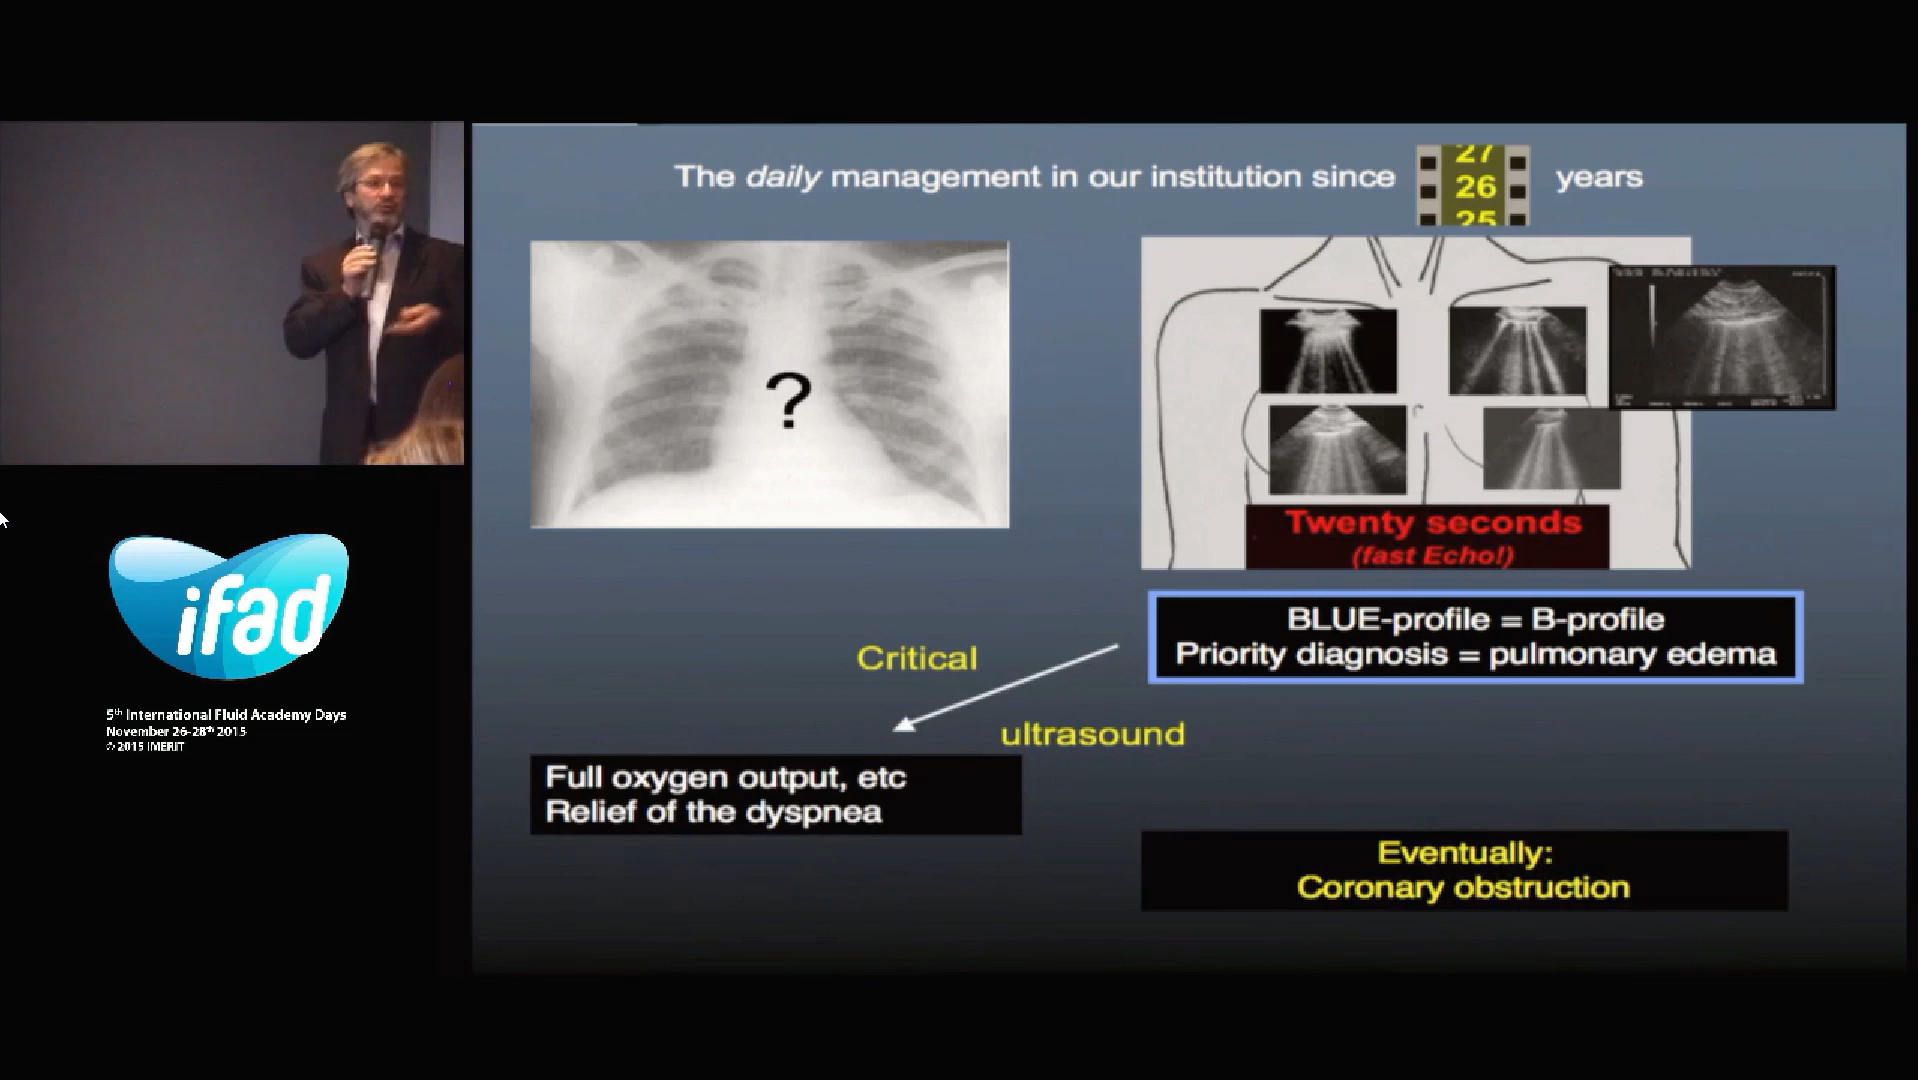 The daily management in our institution since
27
26
25
years
?
Twenty seconds
(fast Echo!)
BLUE-profile = B-profile
Priority diagnosis = pulmonary edema
Critical
ultrasound
Full oxygen output, etc
Relief of the dyspnea
Eventually:
Coronary obstruction
ifad
5th International Fluid Academy Days
November 26-28th 2015
© 2015 IMERIT